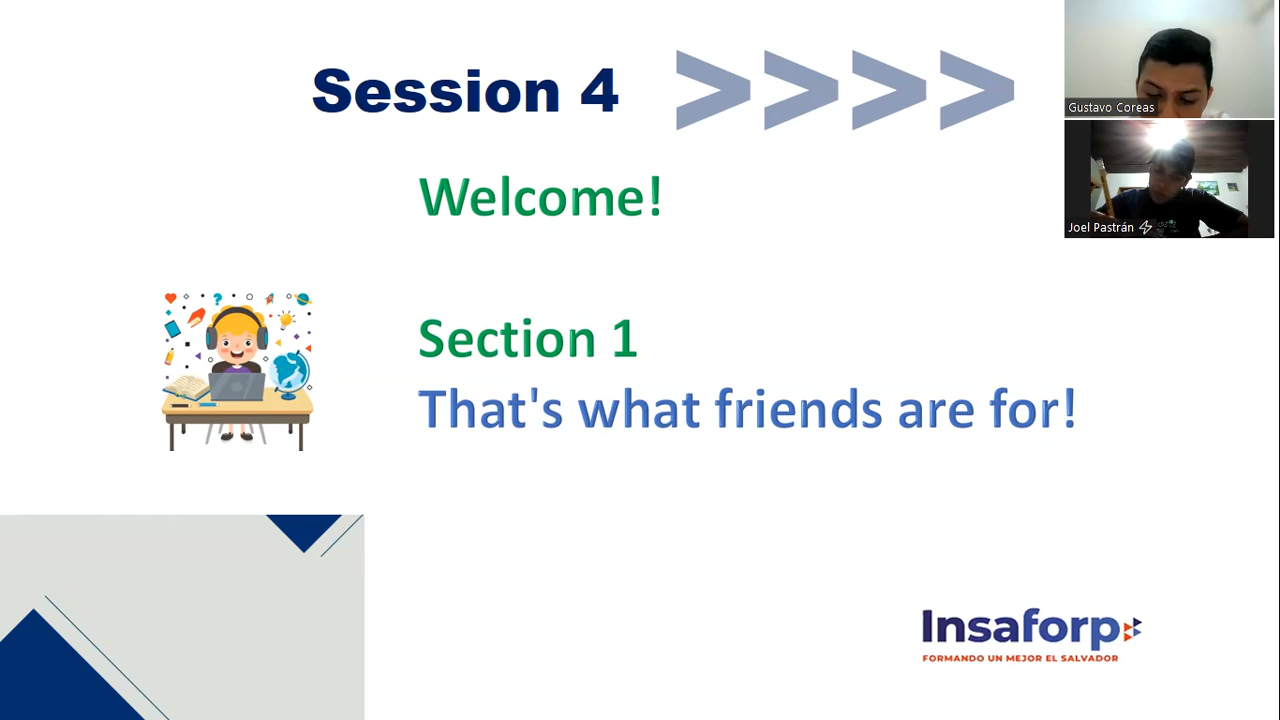 Session 4
Welcome!
Section 1
That's what friends are for!
Insaforp
FORMANDO UN MEJOR EL SALVADOR
Gustavo Coreas
Joel Pastrán